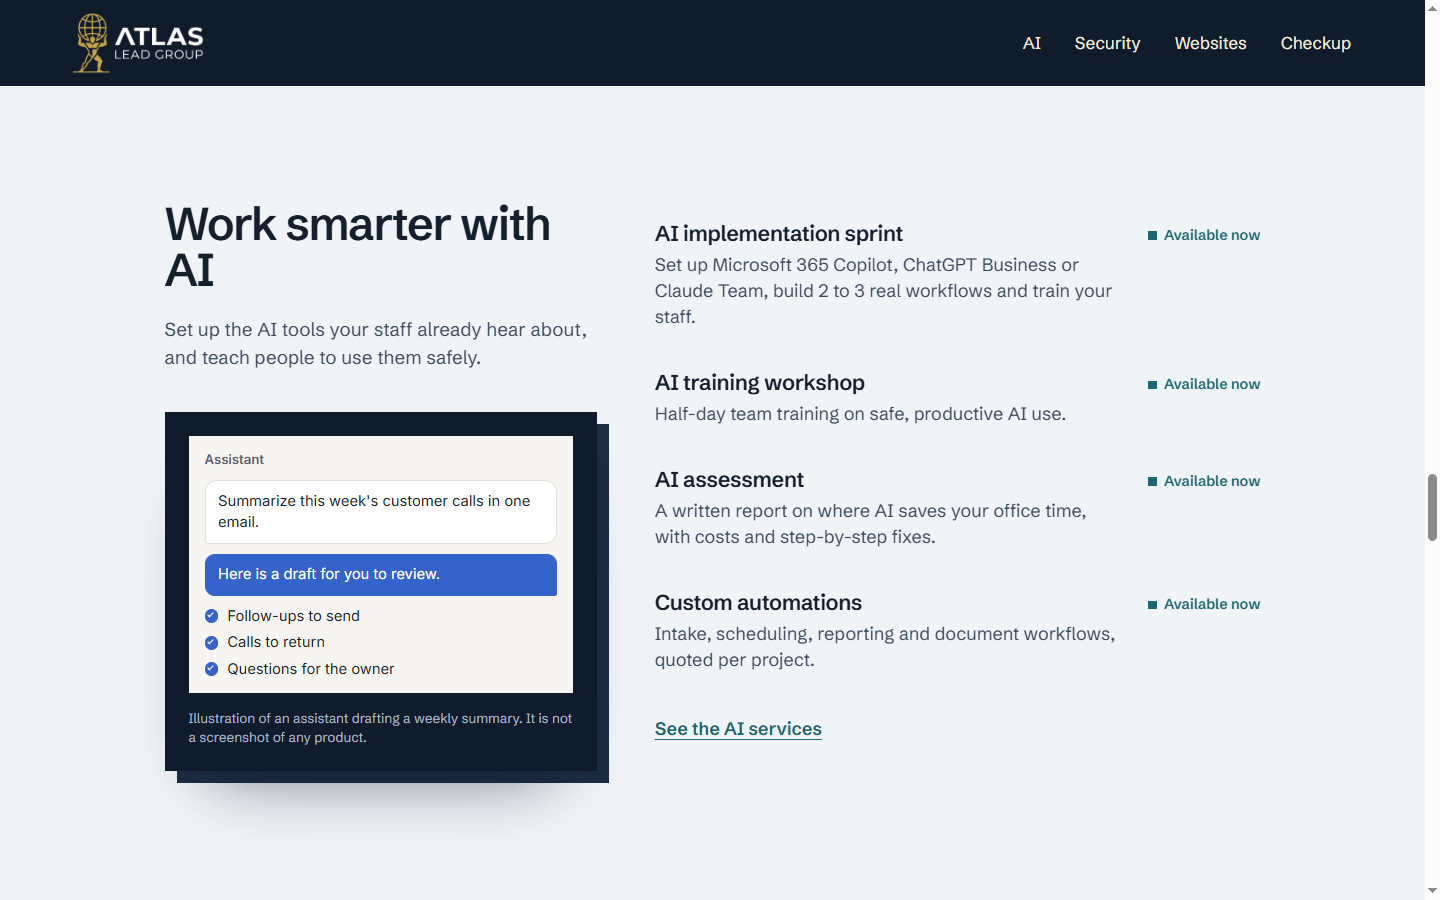 ATLAS
LEAD GROUP
AI
Security
Websites
Checkup
Work smarter with
AI
Set up the AI tools your staff already hear about,
and teach people to use them safely.
Assistant
Summarize this week's customer calls in one
email.
Here is a draft for you to review.
Follow-ups to send
Calls to return
Questions for the owner
Illustration of an assistant drafting a weekly summary. It is not
a screenshot of any product.
AI implementation sprint
Available now
Set up Microsoft 365 Copilot, ChatGPT Business or
Claude Team, build 2 to 3 real workflows and train your
staff.
AI training workshop
Available now
Half-day team training on safe, productive AI use.
AI assessment
Available now
A written report on where AI saves your office time,
with costs and step-by-step fixes.
Custom automations
Available now
Intake, scheduling, reporting and document workflows,
quoted per project.
See the AI services